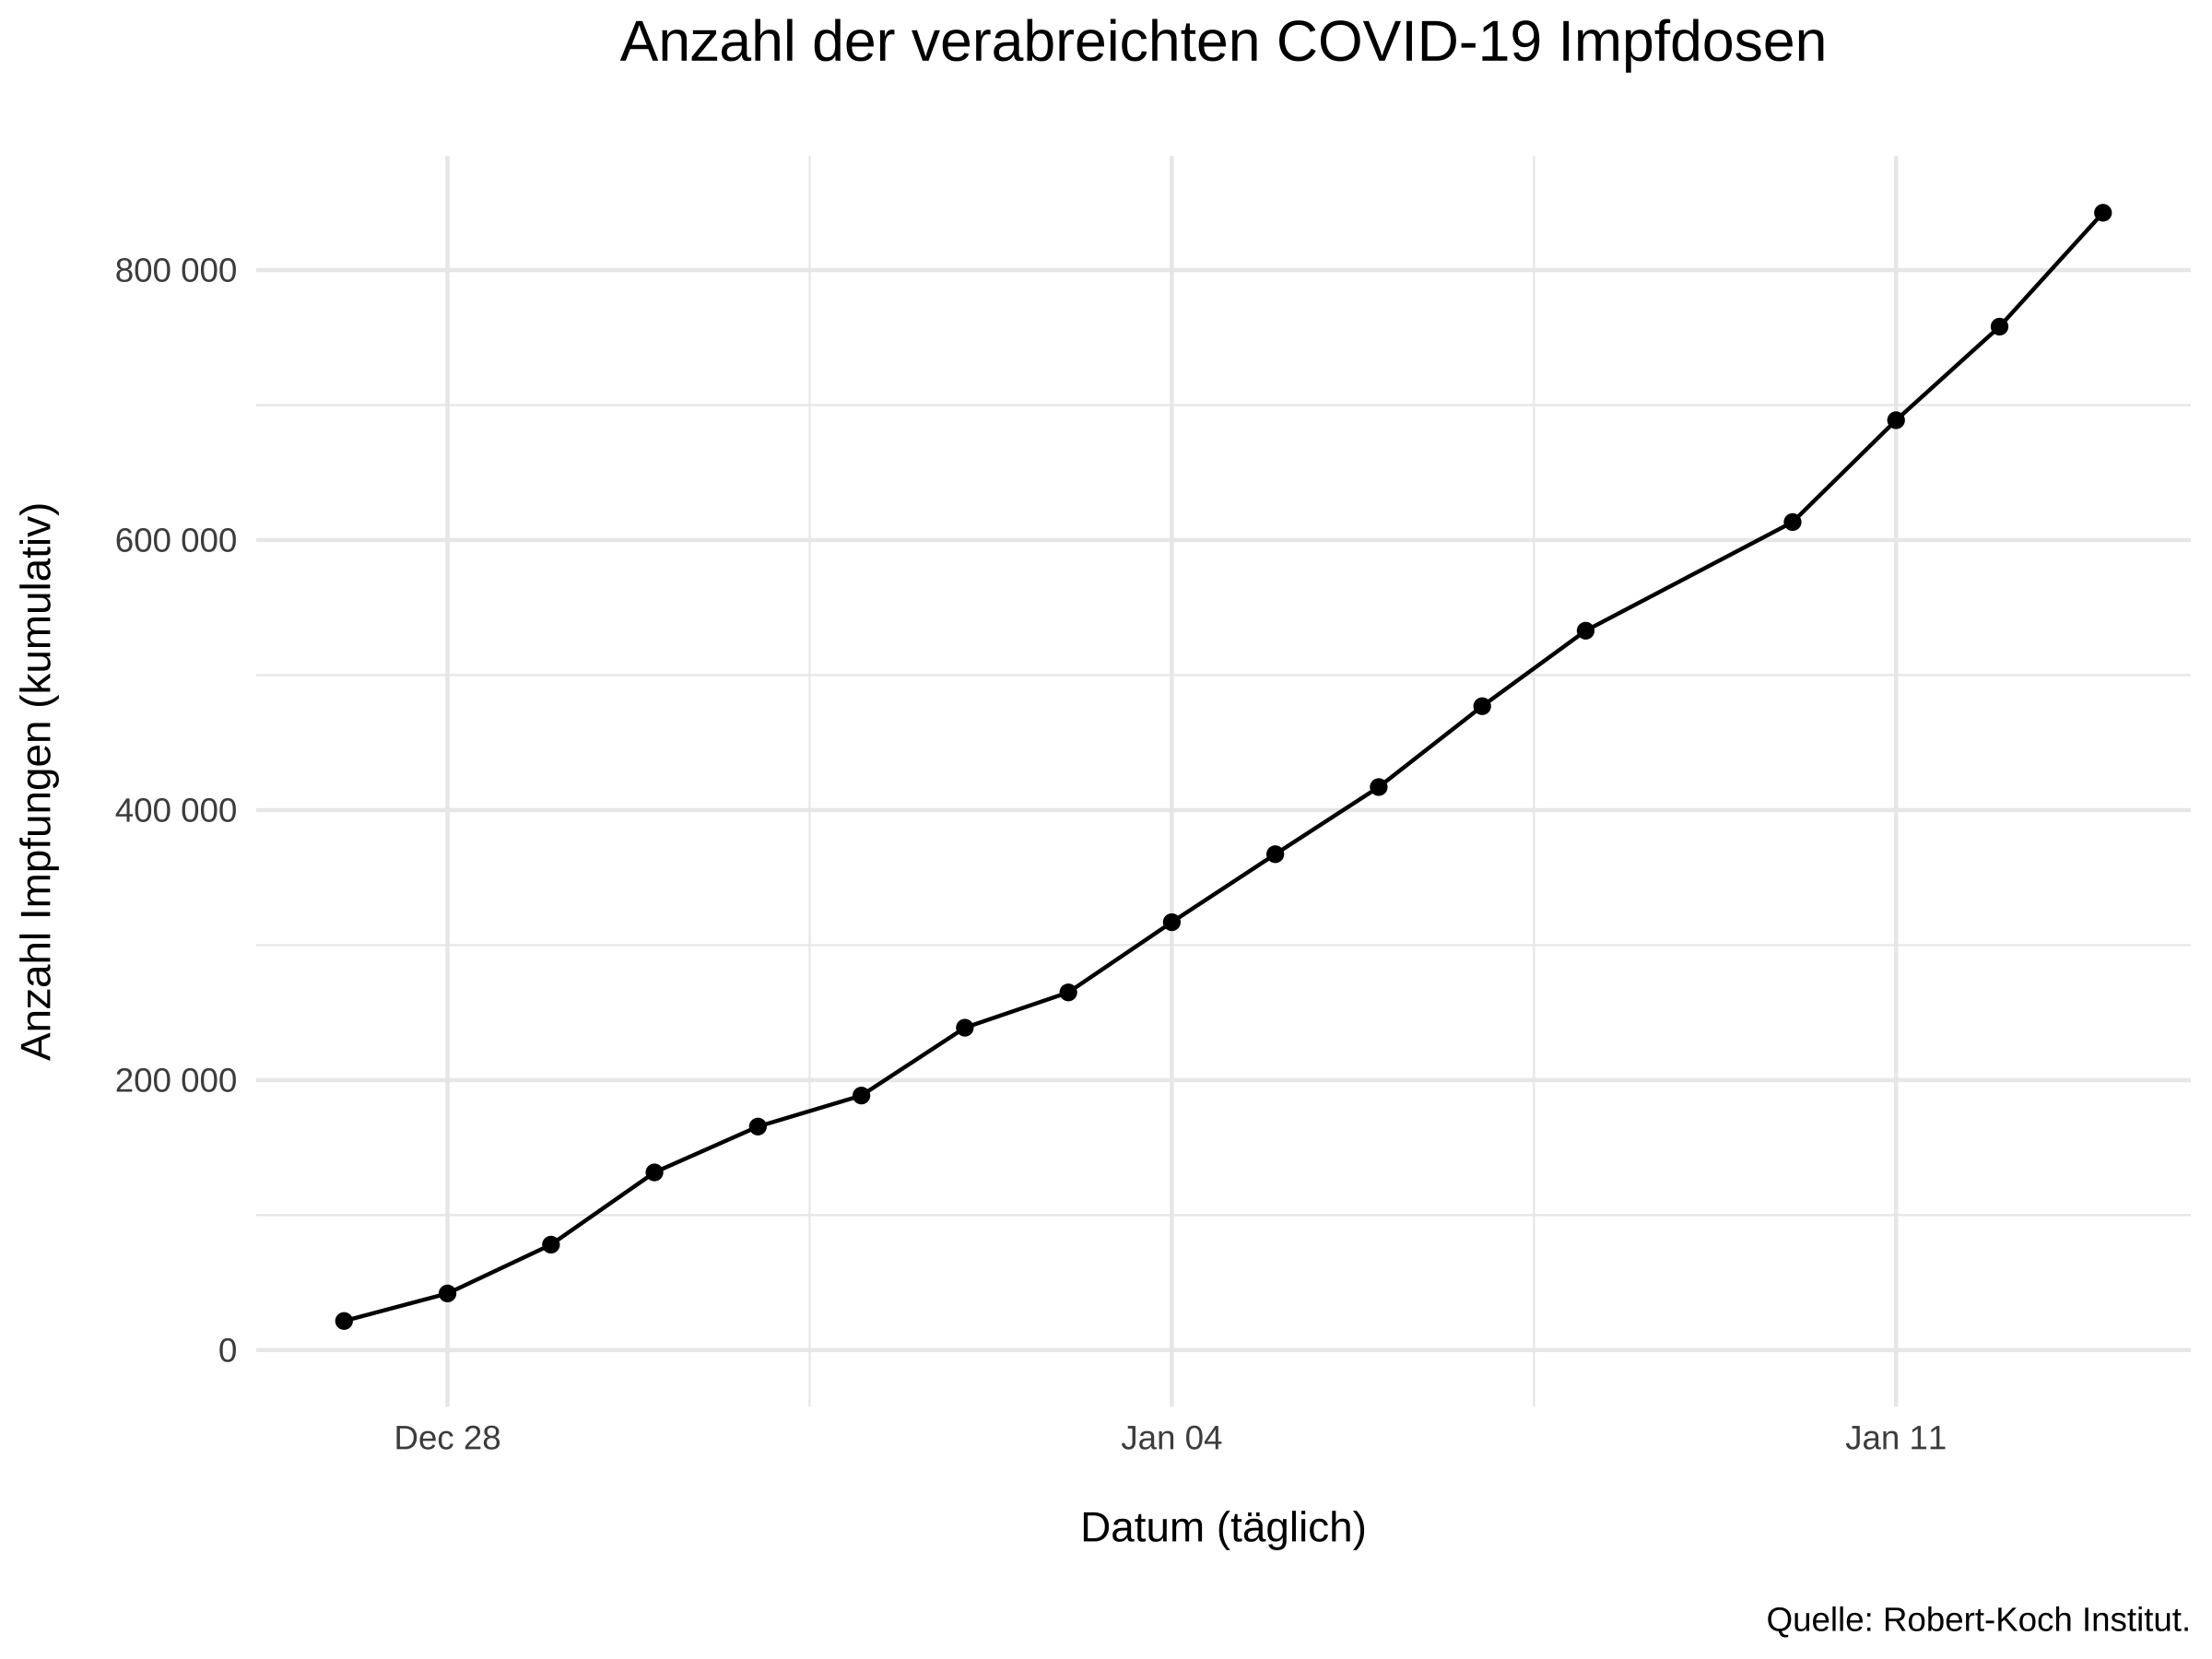 Anzahl der verabreichten COVID-19 Impfdosen
Anzahl Impfungen (kumulativ)
800 000
600 000
400 000
200 000
0
Dec 28
Jan 04
Jan 11
Datum (täglich)
Quelle: Robert-Koch Institut.